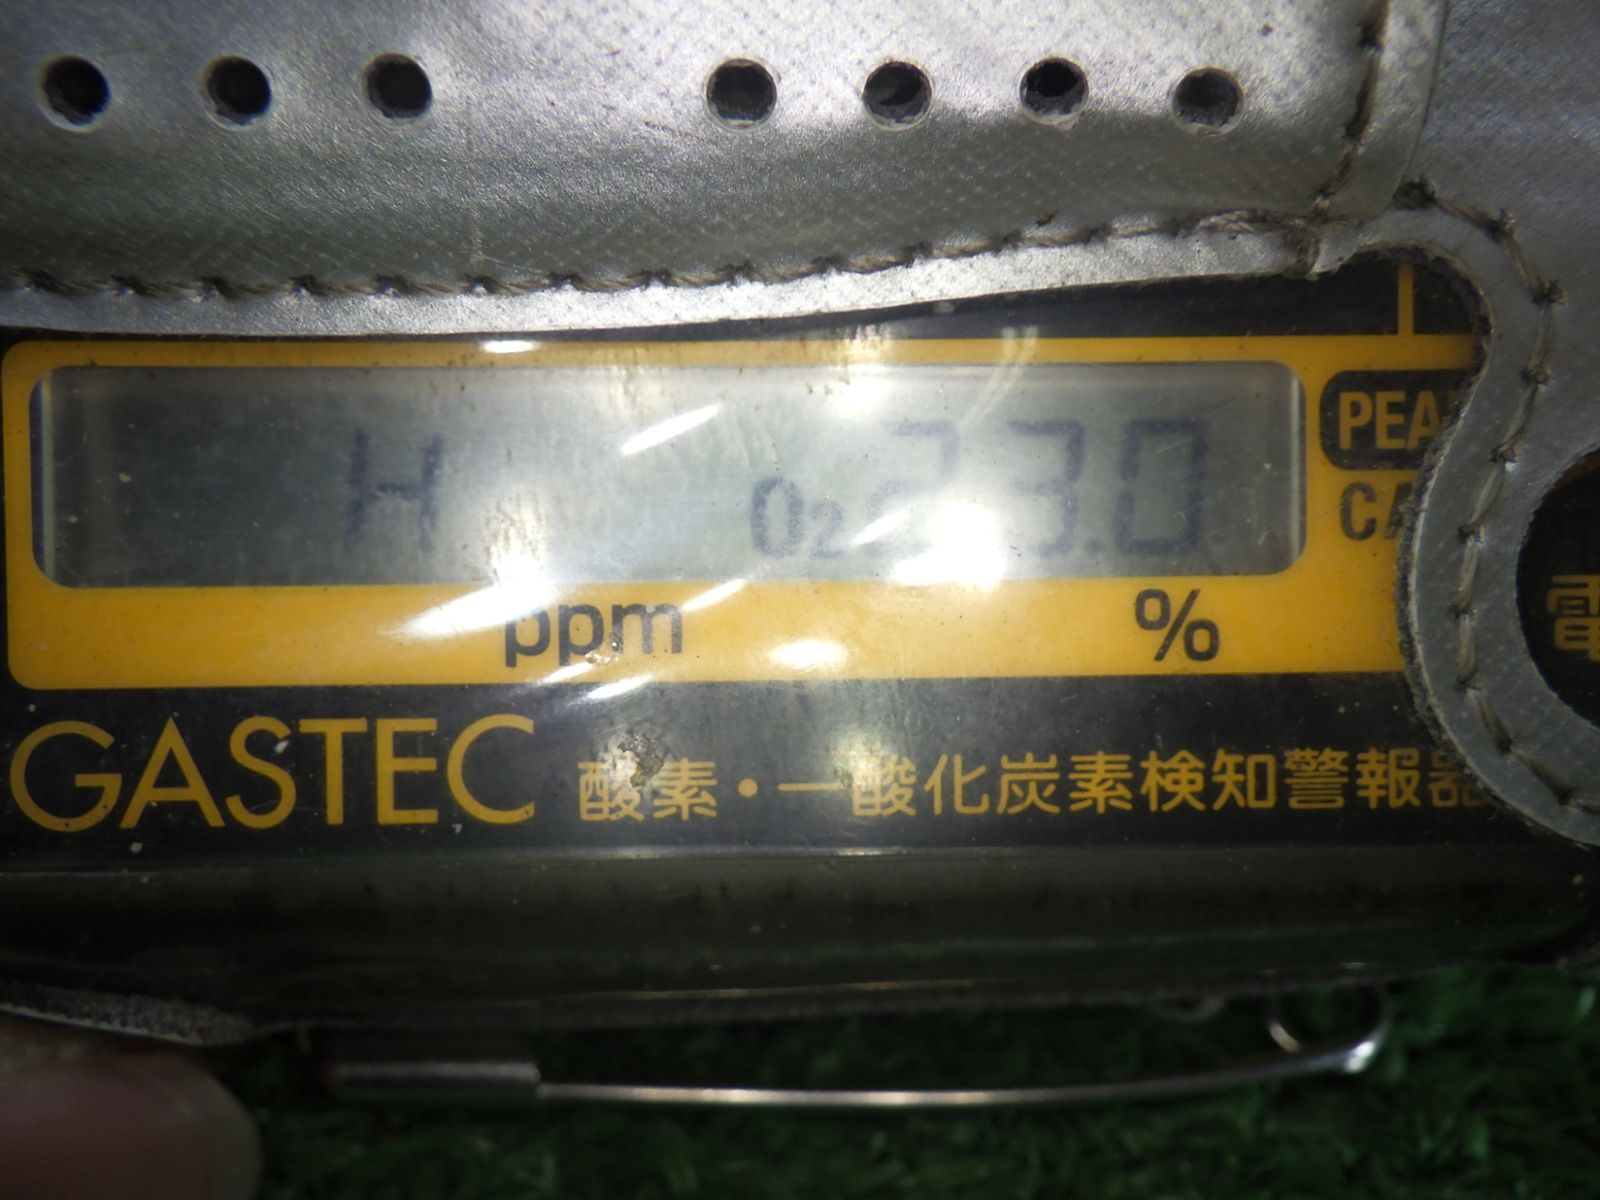 H O₂ 23.0
PEA
CA
ppm %
電
GASTEC 酸素・一酸化炭素検知警報器